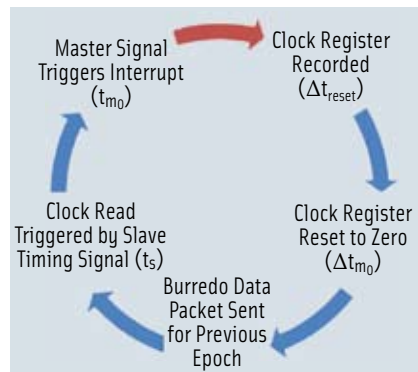 Master Signal
Triggers Interrupt
(tm₀)
Clock Register
Recorded
(Δtreset)
Clock Register
Reset to Zero
(Δtm₀)
Burredo Data
Packet Sent
for Previous
Epoch
Clock Read
Triggered by Slave
Timing Signal (ts)